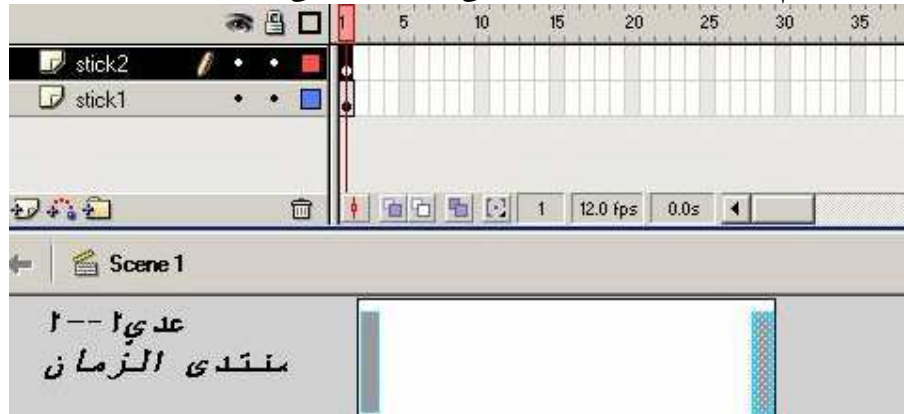 1 5 10 15 20 25 30 35
stick2
stick1
1 12.0 fps 0.0s
Scene 1
عدي١--١
منتدى الزمان